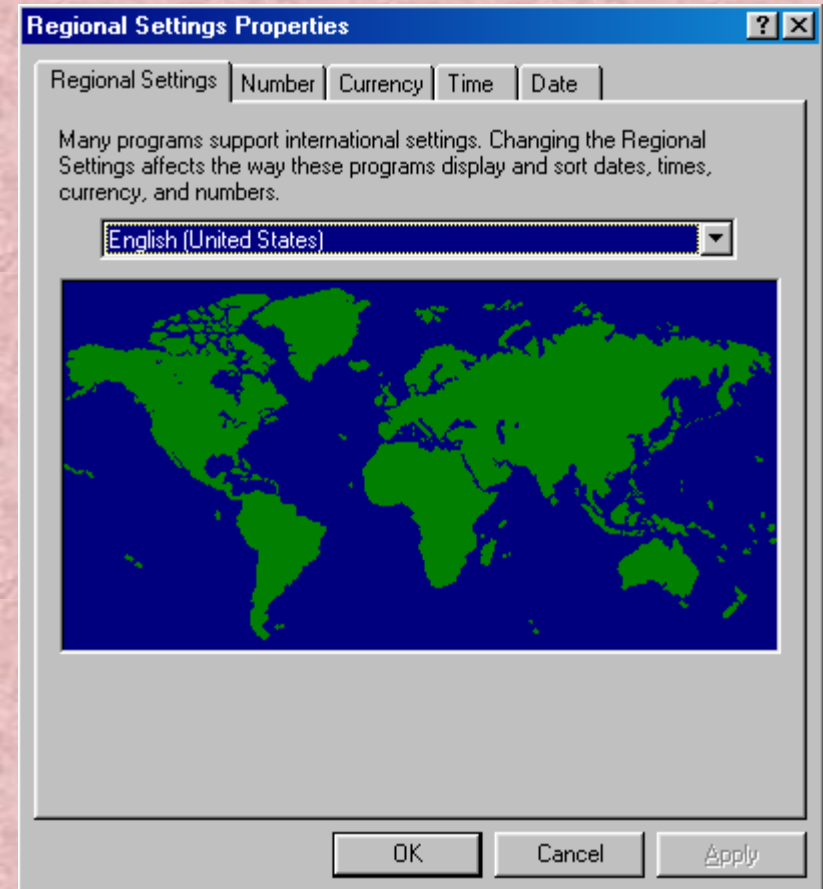 Regional Settings Properties
Regional Settings
Number
Currency
Time
Date
Many programs support international settings. Changing the Regional
Settings affects the way these programs display and sort dates, times,
currency, and numbers.
English (United States)
OK
Cancel
Apply